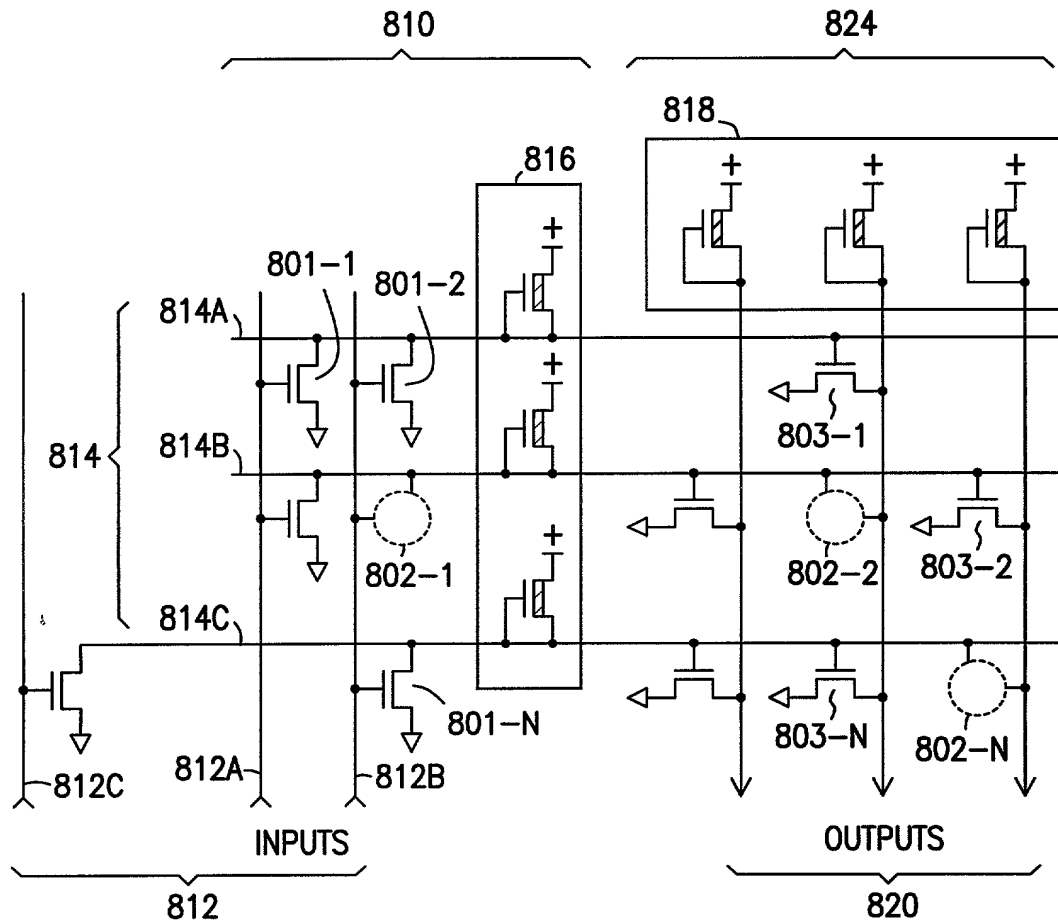 810
824
818
816
+
+
+
+
801-1
801-2
814A
+
803-1
814
814B
802-1
+
802-2
803-2
814C
801-N
803-N
802-N
812C
812A
812B
INPUTS
OUTPUTS
812
820